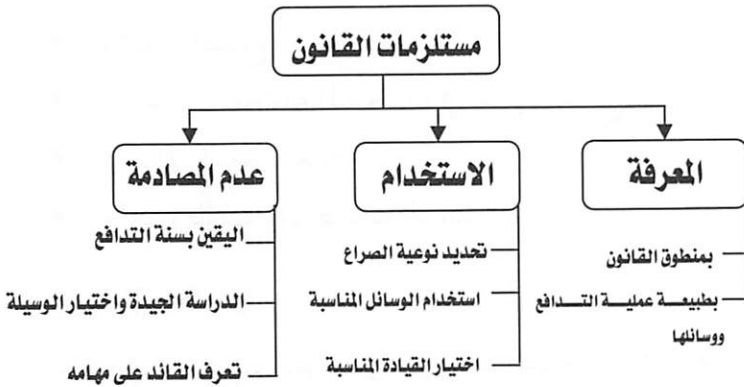 مستلزمات القانون
المعرفة
بمنطوق القانون
بطبيعة عملية التدافع
ووسائلها
الاستخدام
تحديد نوعية الصراع
استخدام الوسائل المناسبة
اختيار القيادة المناسبة
عدم المصادمة
اليقين بسنة التدافع
الدراسة الجيدة واختيار الوسيلة
تعرف القائد على مهامه